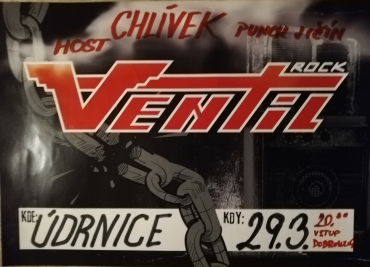 HOST CHLÍVEK PUNCH JIČÍN
VENTIL
ROCK
KDE: ÚDRNICE
KDY: 29.3. 20,00
VSTUP